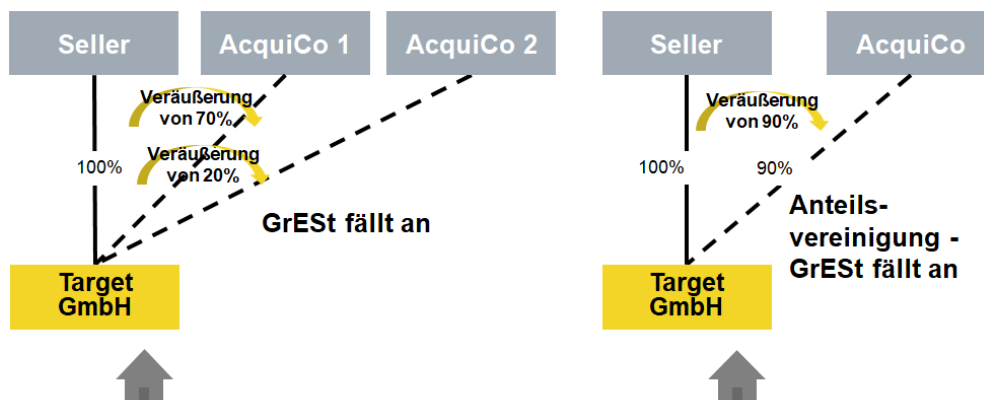 Seller
AcquiCo 1
AcquiCo 2
Veräußerung
von 70%
100%
Veräußerung
von 20%
GrESt fällt an
Target
GmbH
Seller
AcquiCo
Veräußerung
von 90%
100%
90%
Anteils-
vereinigung -
GrESt fällt an
Target
GmbH